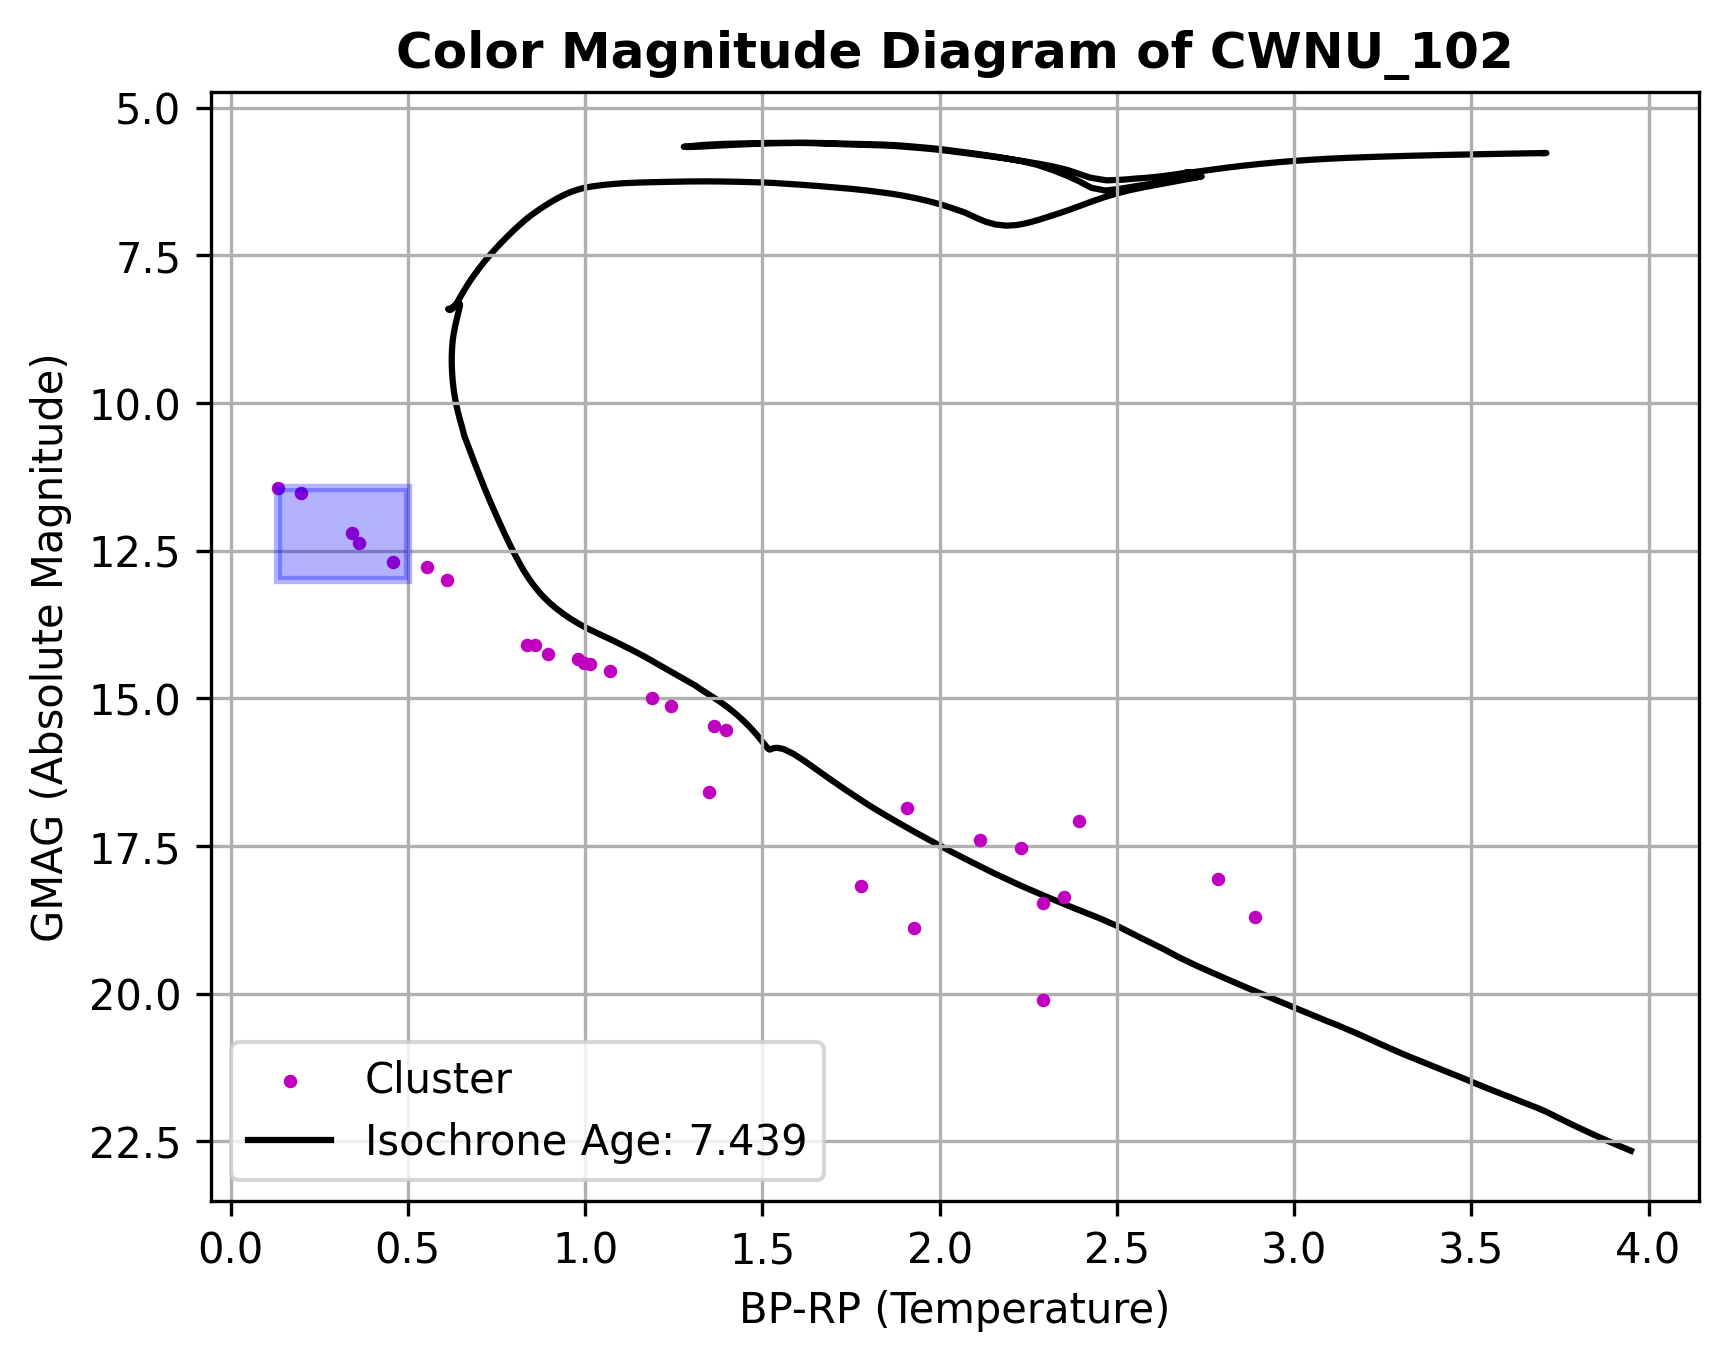 Color Magnitude Diagram of CWNU_102
5.0
7.5
10.0
12.5
15.0
17.5
20.0
22.5
GMAG (Absolute Magnitude)
Cluster
Isochrone Age: 7.439
0.0 0.5 1.0 1.5 2.0 2.5 3.0 3.5 4.0
BP-RP (Temperature)